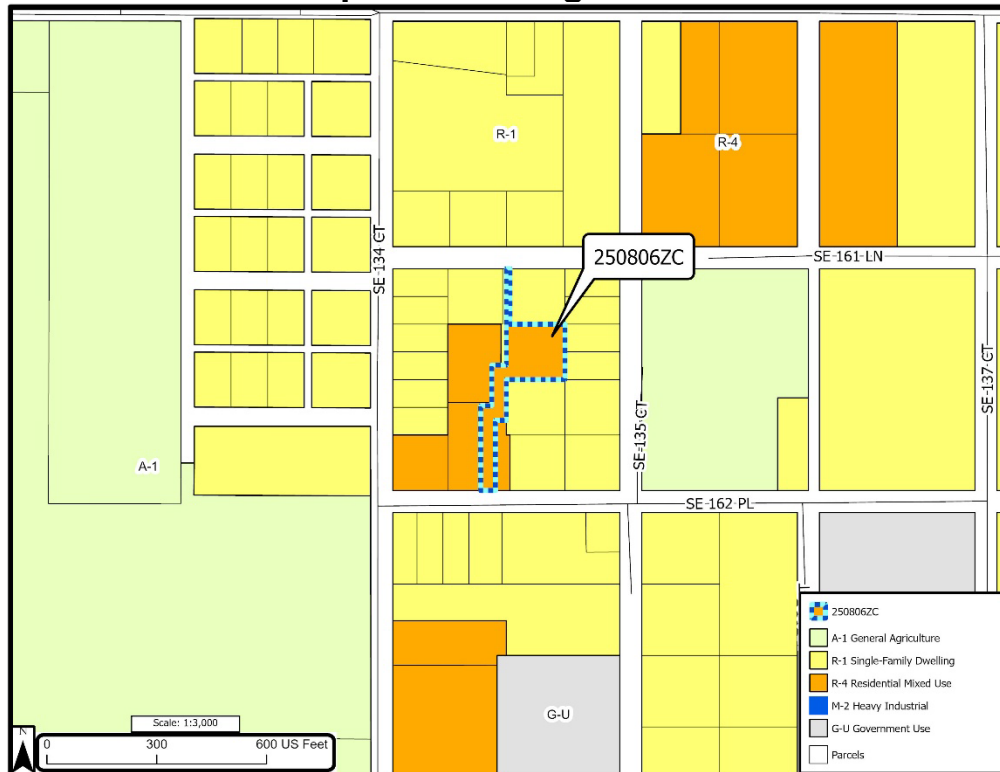 R-1
R-4
SE 134 CT
250806ZC
SE 161 LN
SE 137 CT
SE 135 CT
A-1
SE 162 PL
G-U
250806ZC
A-1 General Agriculture
R-1 Single-Family Dwelling
R-4 Residential Mixed Use
M-2 Heavy Industrial
G-U Government Use
Parcels
Scale: 1:3,000
N
0 300 600 US Feet